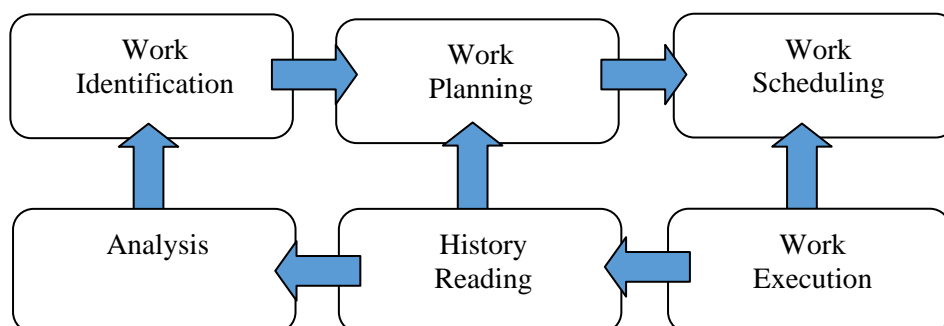 Work
Identification
Work
Planning
Work
Scheduling
Analysis
History
Reading
Work
Execution